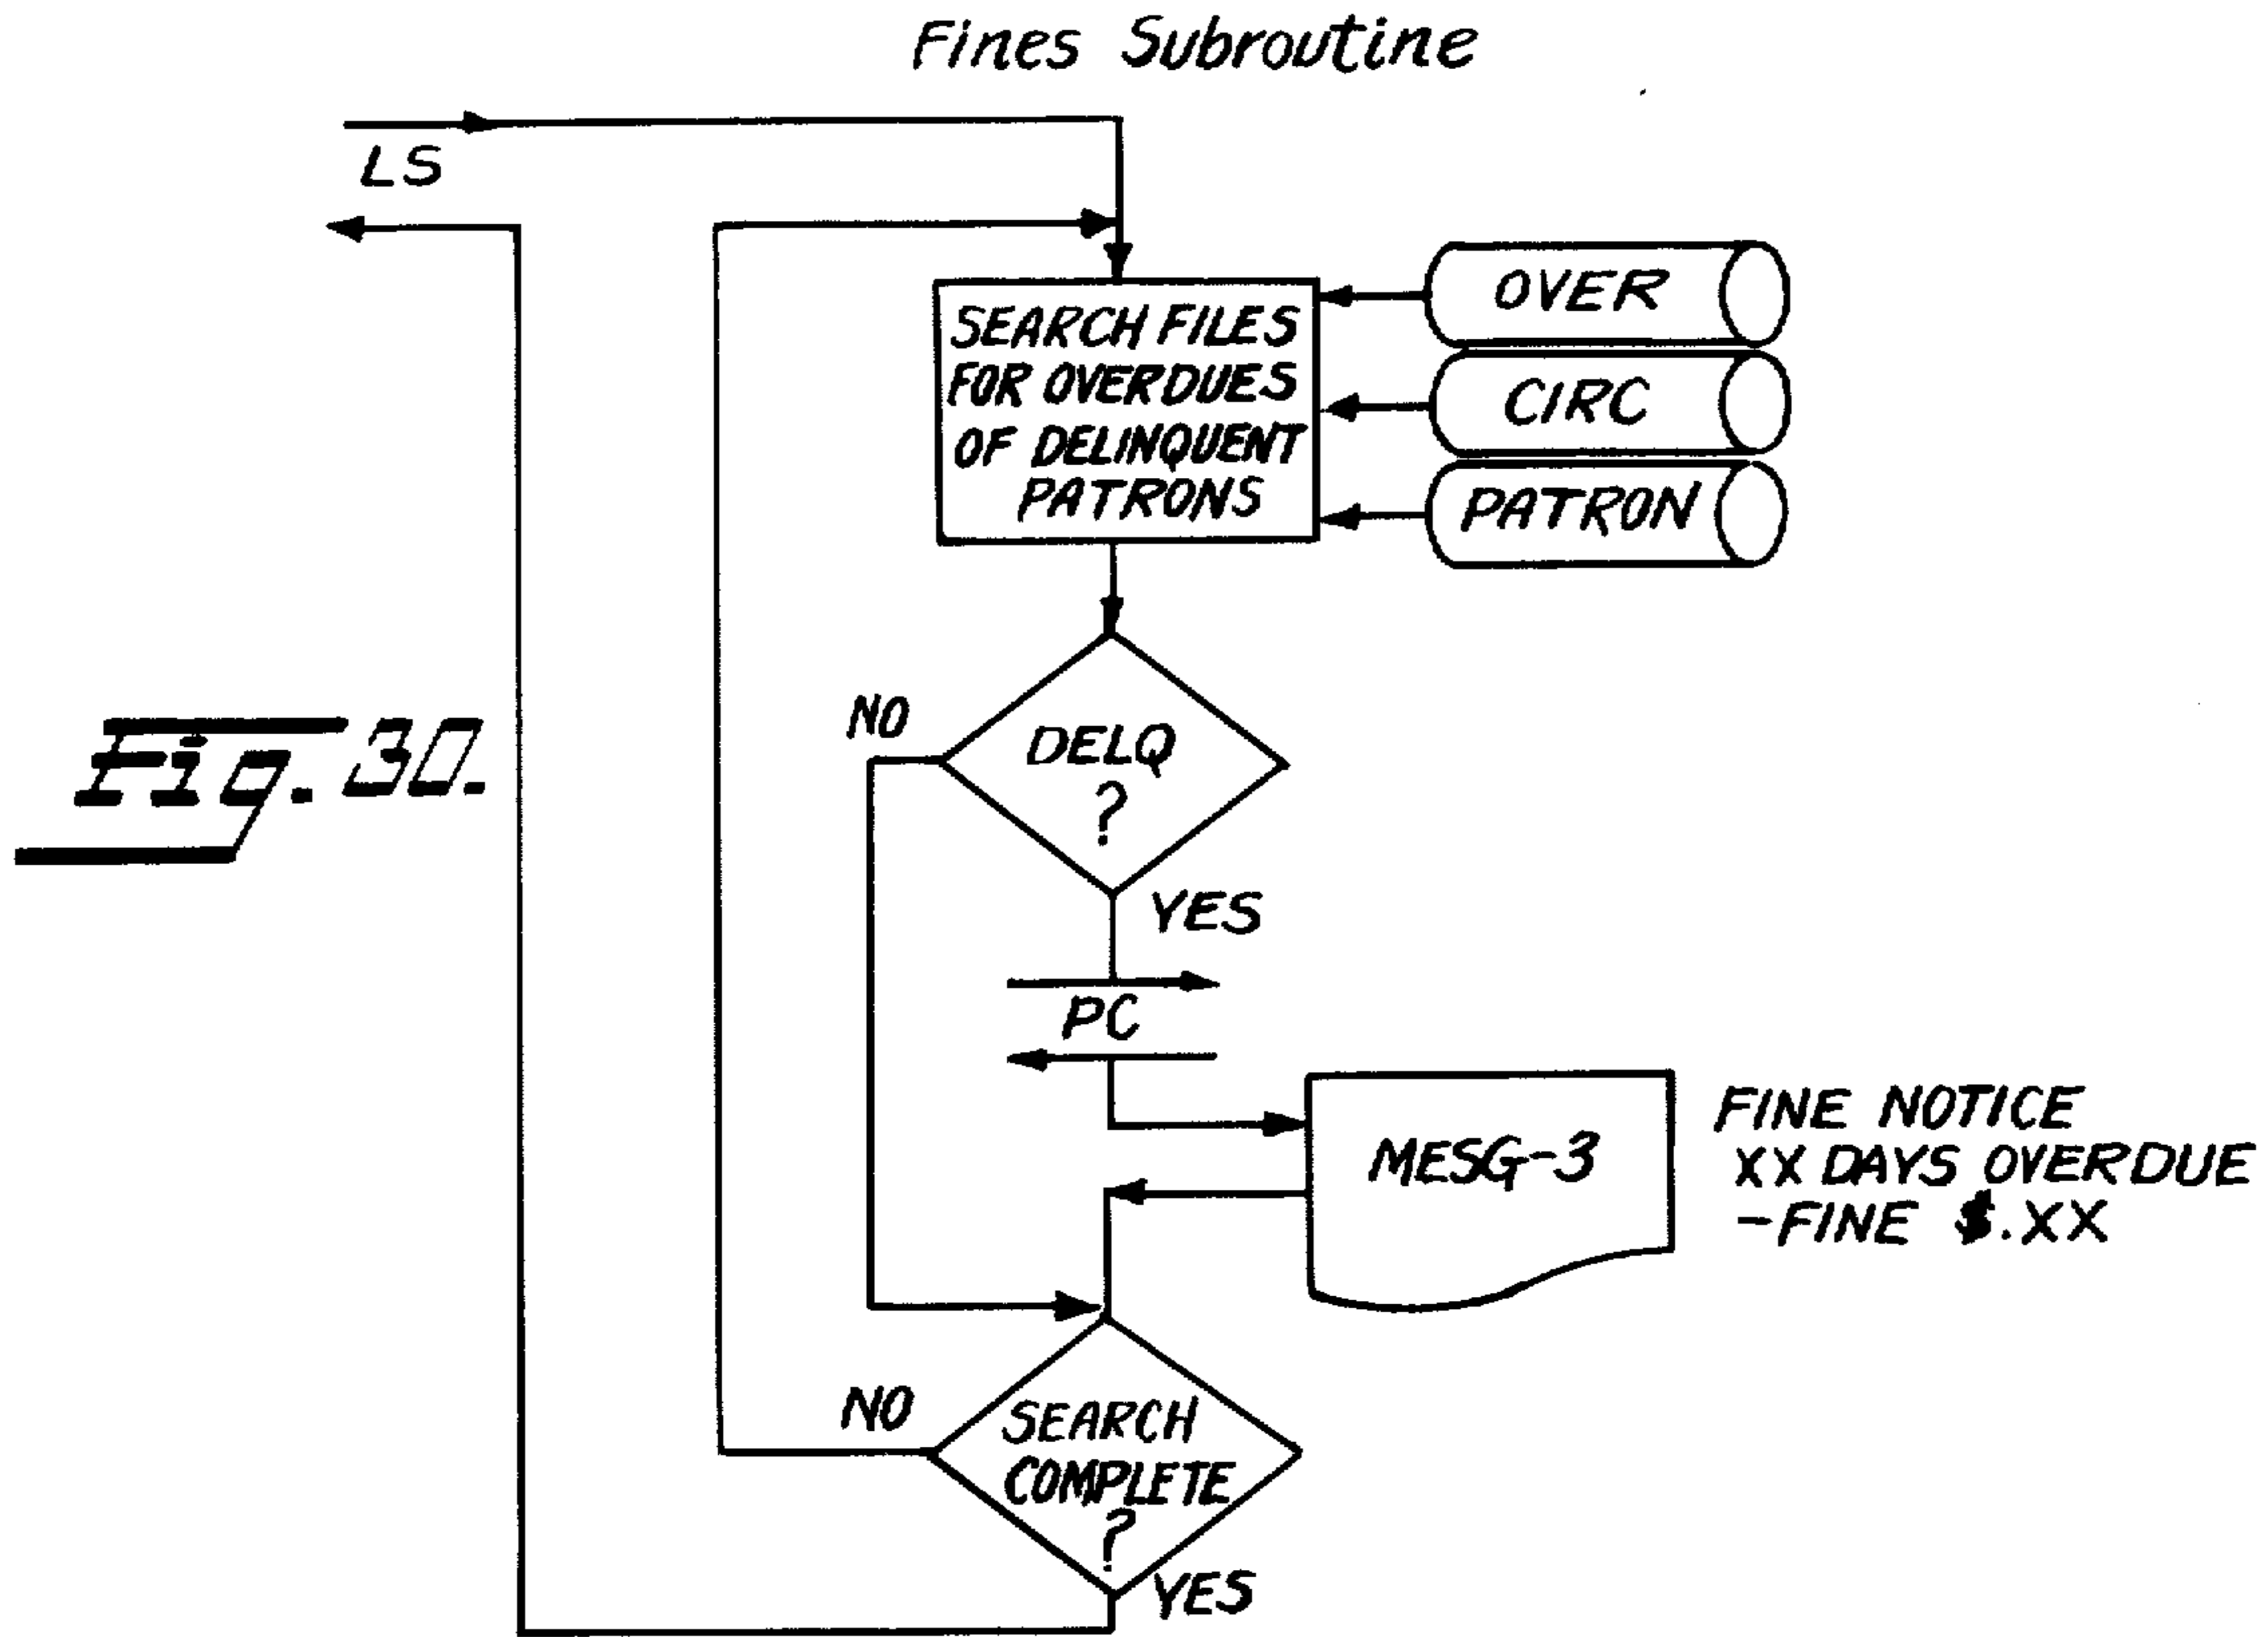 Fines Subroutine
LS
SEARCH FILES
FOR OVERDUES
OF DELINQUENT
PATRONS
OVER
CIRC
PATRON
NO
DELQ
?
YES
Fig. 30.
PC
MESG-3
FINE NOTICE
XX DAYS OVERDUE
-FINE $.XX
NO
SEARCH
COMPLETE
?
YES